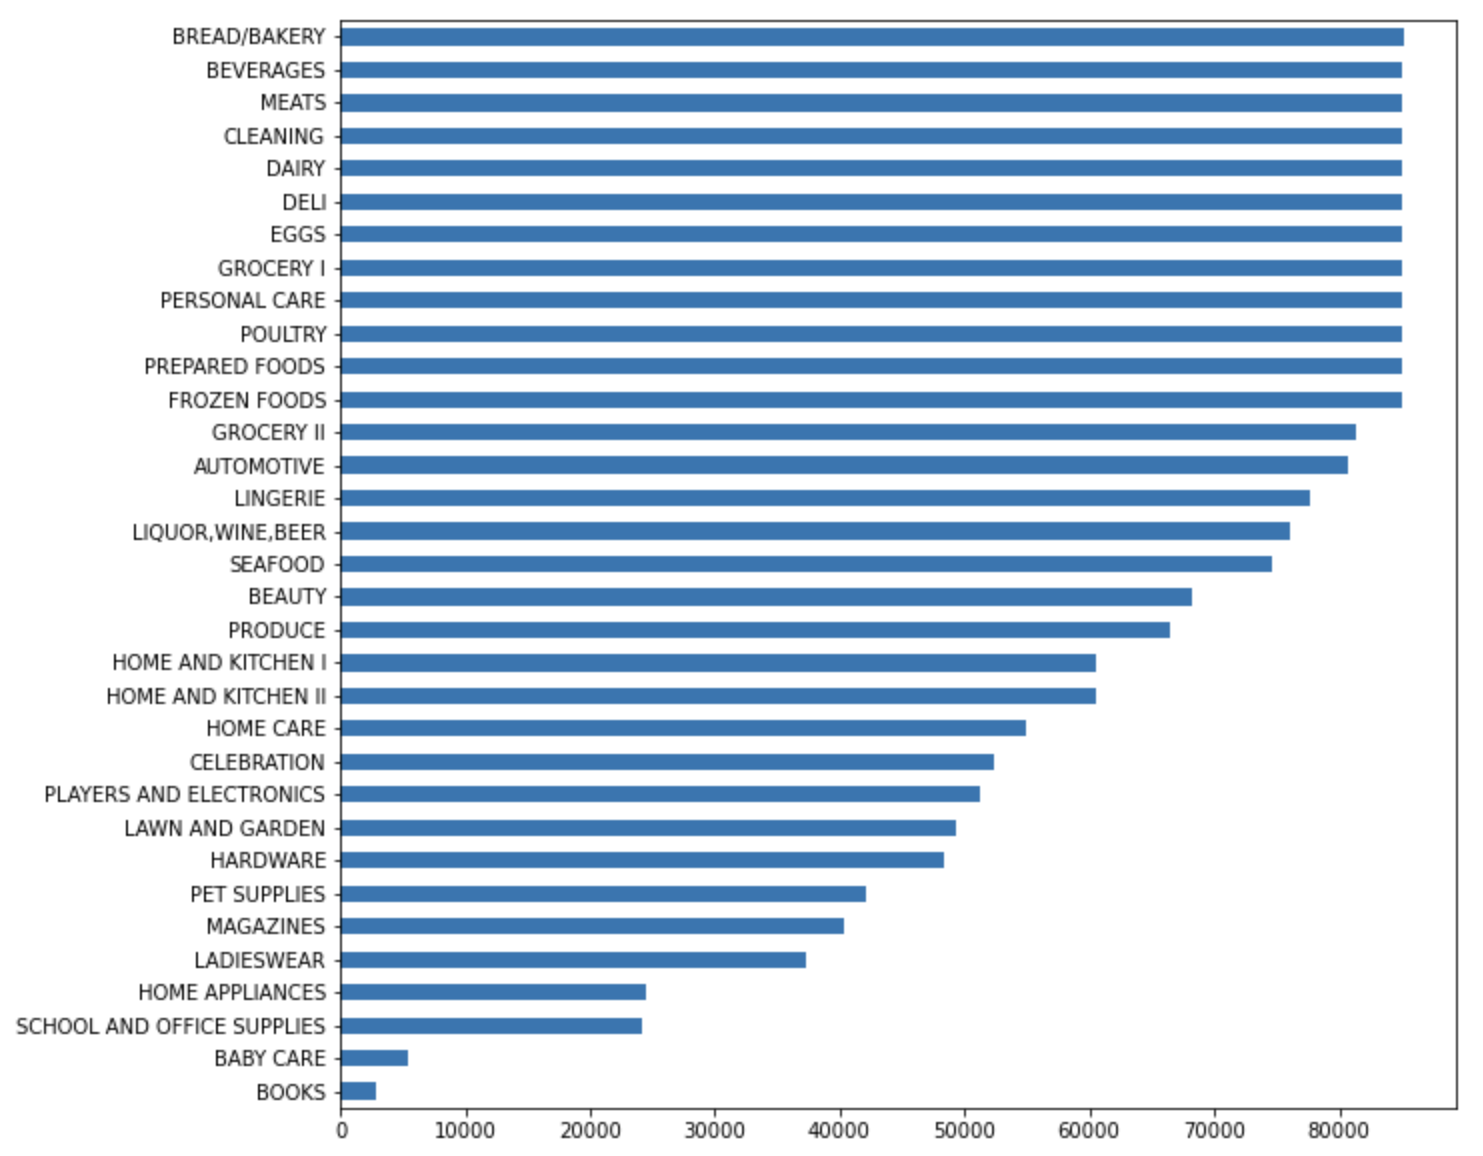 BREAD/BAKERY
BEVERAGES
MEATS
CLEANING
DAIRY
DELI
EGGS
GROCERY I
PERSONAL CARE
POULTRY
PREPARED FOODS
FROZEN FOODS
GROCERY II
AUTOMOTIVE
LINGERIE
LIQUOR,WINE,BEER
SEAFOOD
BEAUTY
PRODUCE
HOME AND KITCHEN I
HOME AND KITCHEN II
HOME CARE
CELEBRATION
PLAYERS AND ELECTRONICS
LAWN AND GARDEN
HARDWARE
PET SUPPLIES
MAGAZINES
LADIESWEAR
HOME APPLIANCES
SCHOOL AND OFFICE SUPPLIES
BABY CARE
BOOKS
0 10000 20000 30000 40000 50000 60000 70000 80000